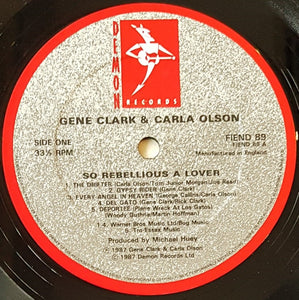 DEMON
RECORDS
GENE CLARK & CARLA OLSON
SIDE ONE
33⅓ RPM
FIEND 89
FIEND 89 A
Manufactured in England
SO REBELLIOUS A LOVER
1. THE DRIFTER (Carla Olson/Tom Junior Morgan/Joe Read)
2. GYPSY RIDER (Gene Clark)
3. EVERY ANGEL IN HEAVEN (George Callins/Carla Olson)
4. DEL GATO (Gene Clark/Rick Clark)
5. DEPORTEE (Plane Wreck At Los Gatos)
(Woody Guthrie/Martin Hoffman)
4. Warner Bros Music Ltd/Bug Music
5. Tro Essex Music
Produced by Michael Huey
℗ 1987 Gene Clark & Carla Olson
© 1987 Demon Records Ltd